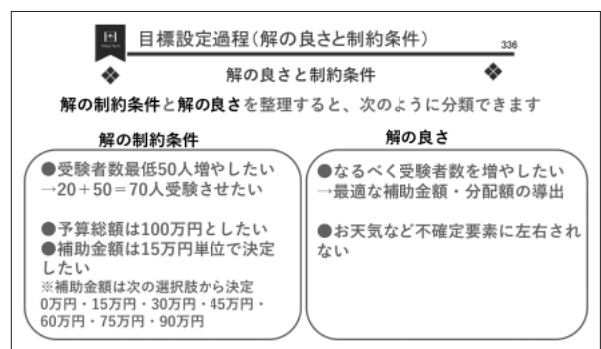 目標設定過程（解の良さと制約条件）
336
解の良さと制約条件
解の制約条件と解の良さを整理すると、次のように分類できます
解の制約条件
●受験者数最低50人増やしたい
→20＋50＝70人受験させたい
●予算総額は100万円としたい
●補助金額は15万円単位で決定
したい
※補助金額は次の選択肢から決定
0万円・15万円・30万円・45万円・
60万円・75万円・90万円
解の良さ
●なるべく受験者数を増やしたい
→最適な補助金額・分配額の導出
●お天気など不確定要素に左右され
ない